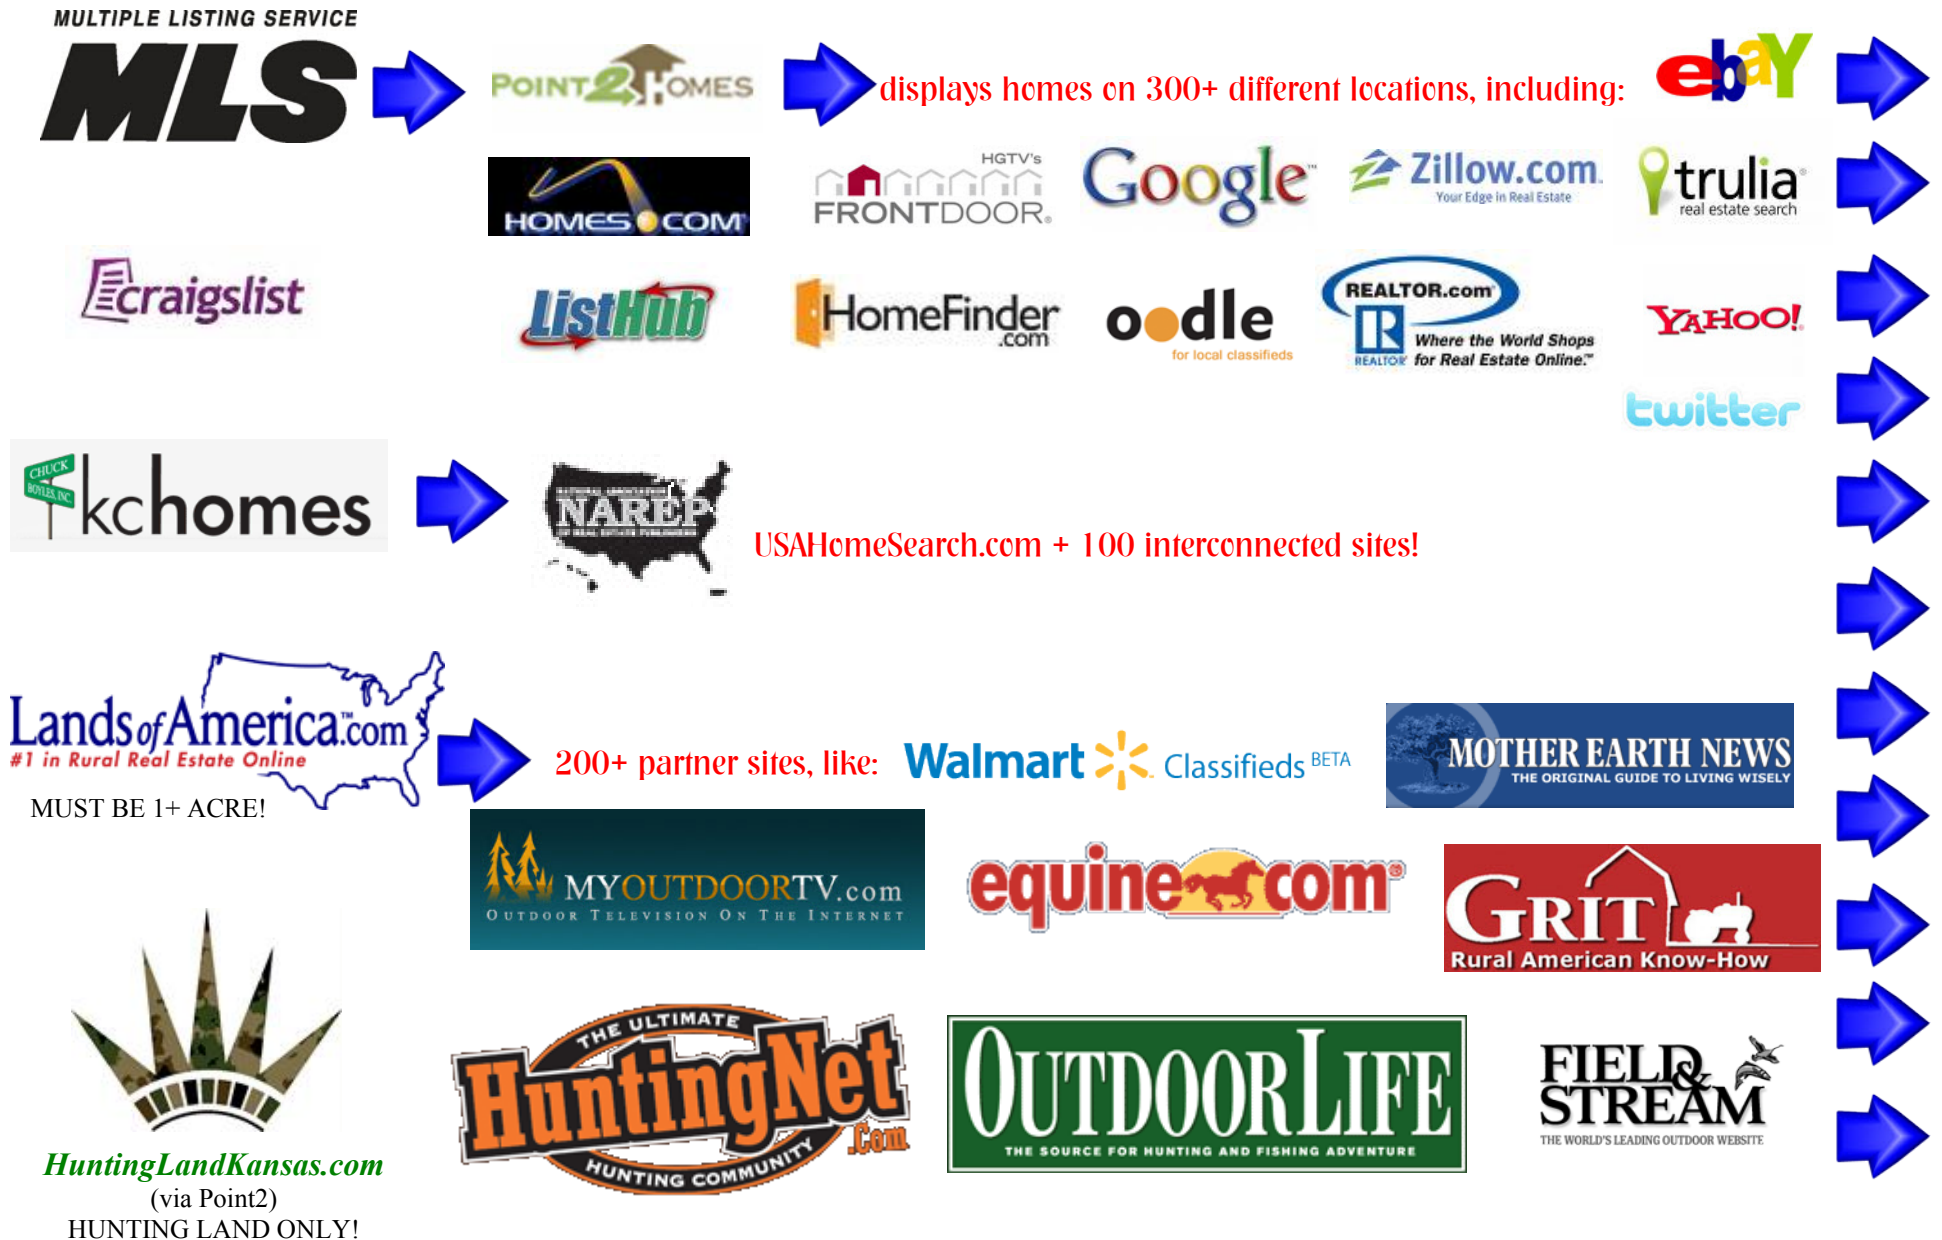 MULTIPLE LISTING SERVICE
MLS
POINT2HOMES
displays homes on 300+ different locations, including:
ebaY
HOMES.COM
HGTV's
FRONTDOOR®
Google™
Zillow.com
Your Edge in Real Estate
trulia
real estate search
craigslist
ListHub
HomeFinder
.com
oodle
for local classifieds
REALTOR.com®
REALTOR®
Where the World Shops
for Real Estate Online.™
YAHOO!
twitter
CHUCK
BOYLES, INC.
kchomes
NAREP
USAHomeSearch.com + 100 interconnected sites!
LandsofAmerica™.com
#1 in Rural Real Estate Online
MUST BE 1+ ACRE!
200+ partner sites, like:
Walmart Classifieds BETA
MOTHER EARTH NEWS
THE ORIGINAL GUIDE TO LIVING WISELY
MYOUTDOORTV.com
OUTDOOR TELEVISION ON THE INTERNET
equine.com®
GRIT
Rural American Know-How
HuntingLandKansas.com
(via Point2)
HUNTING LAND ONLY!
THE ULTIMATE
HuntingNet
.Com
HUNTING COMMUNITY
OUTDOORLIFE
THE SOURCE FOR HUNTING AND FISHING ADVENTURE
FIELD &
STREAM
THE WORLD'S LEADING OUTDOOR WEBSITE